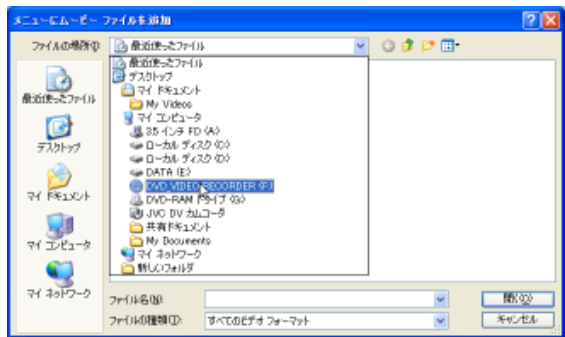 メニューにムービー ファイルを追加
ファイルの場所(I):
最近使ったファイル
最近使ったファイル
デスクトップ
マイ ドキュメント
My Videos
マイ コンピュータ
3.5 インチ FD (A:)
ローカル ディスク (C:)
ローカル ディスク (D:)
DATA (E:)
DVD_VIDEO_RECORDER (F:)
DVD-RAM ドライブ (G:)
JVC DV カムコーダ
共有ドキュメント
My Documents
マイ ネットワーク
新しいフォルダ
最近使ったファイル
デスクトップ
マイ ドキュメント
マイ コンピュータ
マイ ネットワーク
ファイル名(N):
開く(O)
ファイルの種類(T):
すべてのビデオ フォーマット
キャンセル